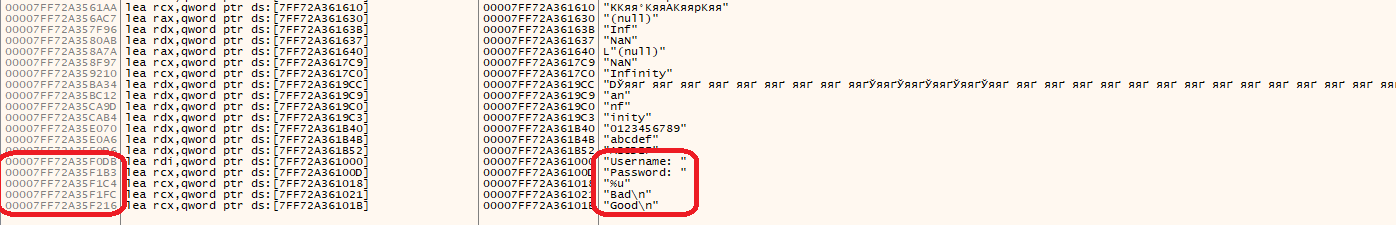 00007FF72A3561AA lea rcx,qword ptr ds:[7FF72A361610] 00007FF72A361610 "KKяя°KяяAKяярKяя"
00007FF72A356AC7 lea rax,qword ptr ds:[7FF72A361630] 00007FF72A361630 "(null)"
00007FF72A357F96 lea rdx,qword ptr ds:[7FF72A36163B] 00007FF72A36163B "Inf"
00007FF72A3580AB lea rdx,qword ptr ds:[7FF72A361637] 00007FF72A361637 "NaN"
00007FF72A358A7A lea rax,qword ptr ds:[7FF72A361640] 00007FF72A361640 L"(null)"
00007FF72A358F97 lea rcx,qword ptr ds:[7FF72A3617C9] 00007FF72A3617C9 "NaN"
00007FF72A359210 lea rcx,qword ptr ds:[7FF72A3617C0] 00007FF72A3617C0 "Infinity"
00007FF72A35BA34 lea rdx,qword ptr ds:[7FF72A3619CC] 00007FF72A3619CC
00007FF72A35BC12 lea rdx,qword ptr ds:[7FF72A3619C9] 00007FF72A3619C9 "an"
00007FF72A35CA9D lea rdx,qword ptr ds:[7FF72A3619C0] 00007FF72A3619C0 "nf"
00007FF72A35CAB4 lea rdx,qword ptr ds:[7FF72A3619C3] 00007FF72A3619C3 "inity"
00007FF72A35E070 lea rdx,qword ptr ds:[7FF72A361B40] 00007FF72A361B40 "0123456789"
00007FF72A35E0A6 lea rdx,qword ptr ds:[7FF72A361B4B] 00007FF72A361B4B "abcdef"
lea rdx,qword ptr ds:[7FF72A361B52] 00007FF72A361B52
00007FF72A35F0DB lea rdi,qword ptr ds:[7FF72A361000] 00007FF72A361000 "Username: "
00007FF72A35F1B3 lea rcx,qword ptr ds:[7FF72A36100D] 00007FF72A36100D "Password: "
00007FF72A35F1C4 lea rcx,qword ptr ds:[7FF72A361018] 00007FF72A361018 "%u"
00007FF72A35F1FC lea rcx,qword ptr ds:[7FF72A361021] 00007FF72A361021 "Bad\n"
00007FF72A35F216 lea rcx,qword ptr ds:[7FF72A36101B] 00007FF72A36101B "Good\n"